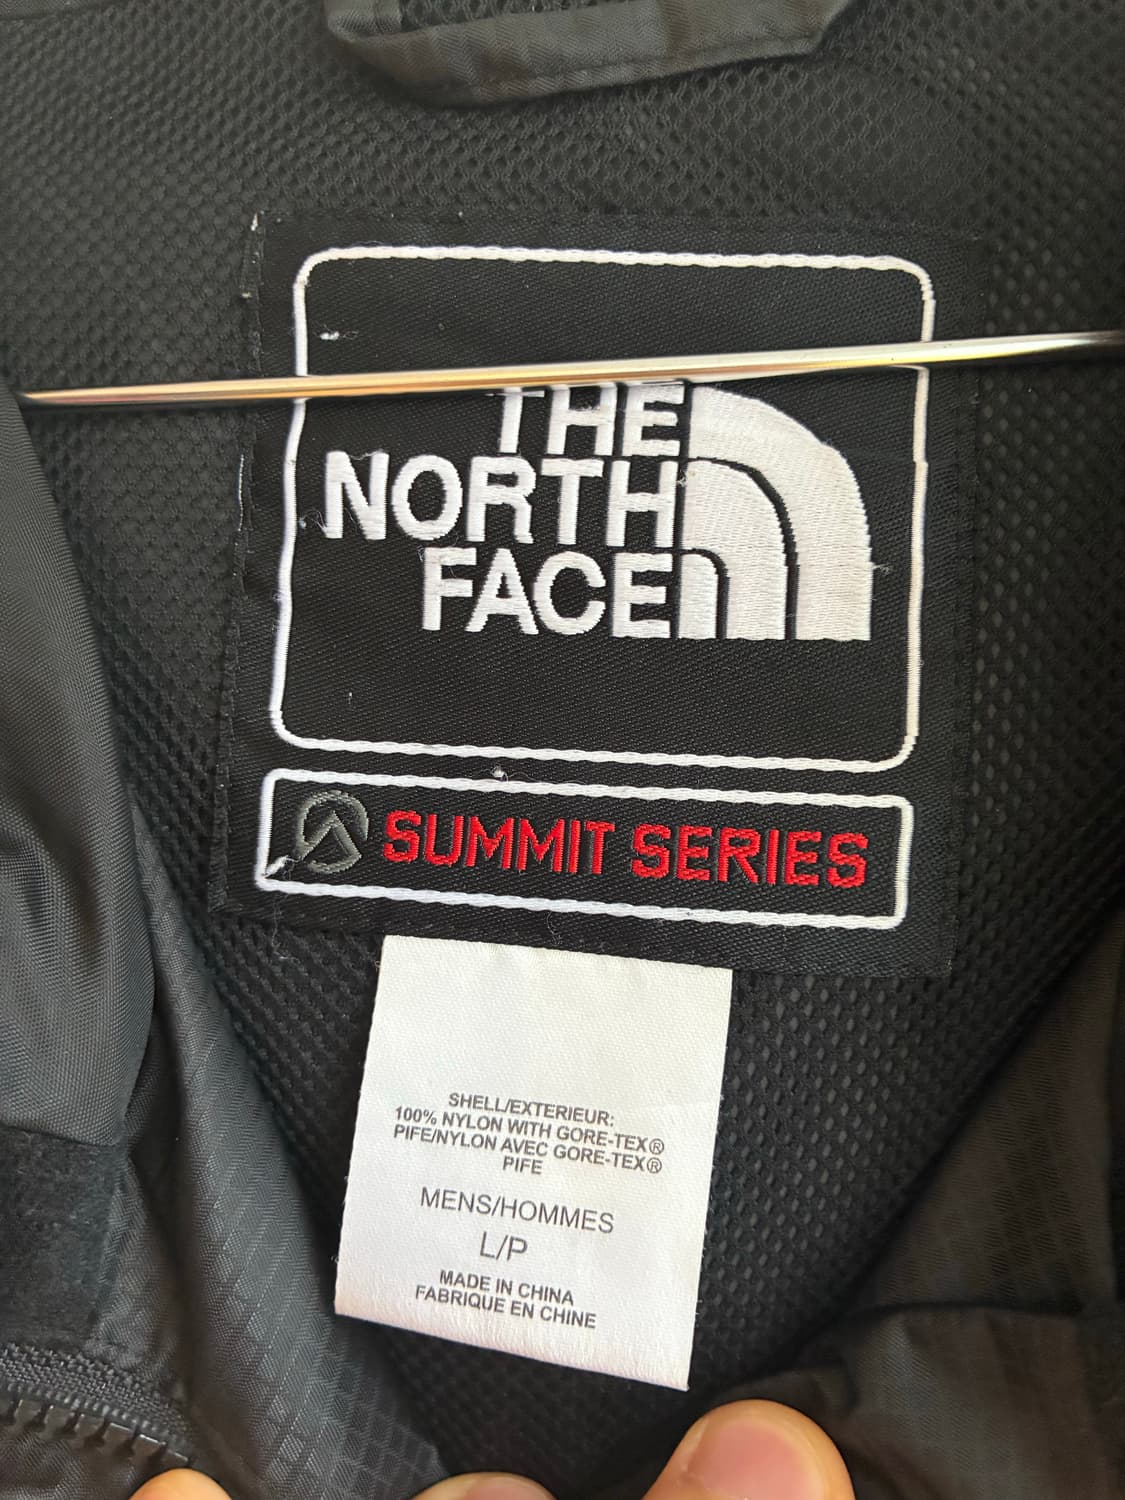 THE
NORTH
FACE
SUMMIT SERIES
SHELL/EXTERIEUR:
100% NYLON WITH GORE-TEX®
PIFE/NYLON AVEC GORE-TEX®
PIFE
MENS/HOMMES
L/P
MADE IN CHINA
FABRIQUE EN CHINE